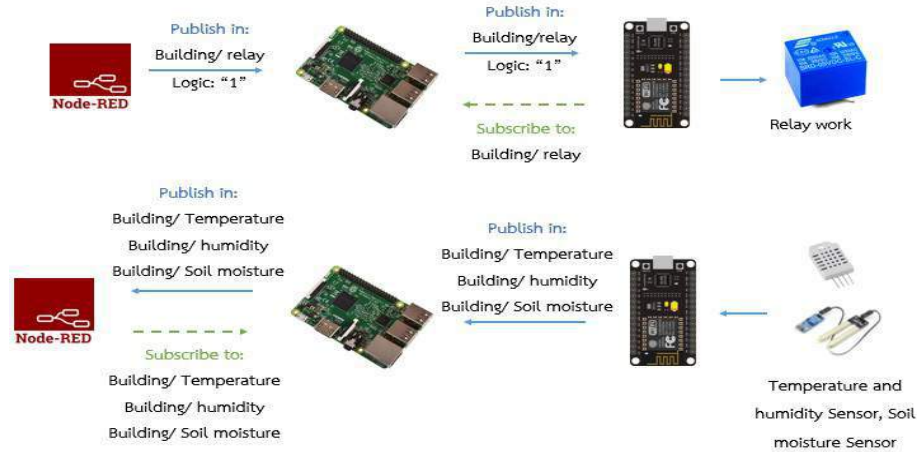 Publish in:
Building/ relay
Logic: “1”
Node-RED
Publish in:
Building/relay
Logic: “1”
Subscribe to:
Building/ relay
Relay work
Publish in:
Building/ Temperature
Building/ humidity
Building/ Soil moisture
Node-RED
Subscribe to:
Building/ Temperature
Building/ humidity
Building/ Soil moisture
Publish in:
Building/ Temperature
Building/ humidity
Building/ Soil moisture
Temperature and
humidity Sensor, Soil
moisture Sensor